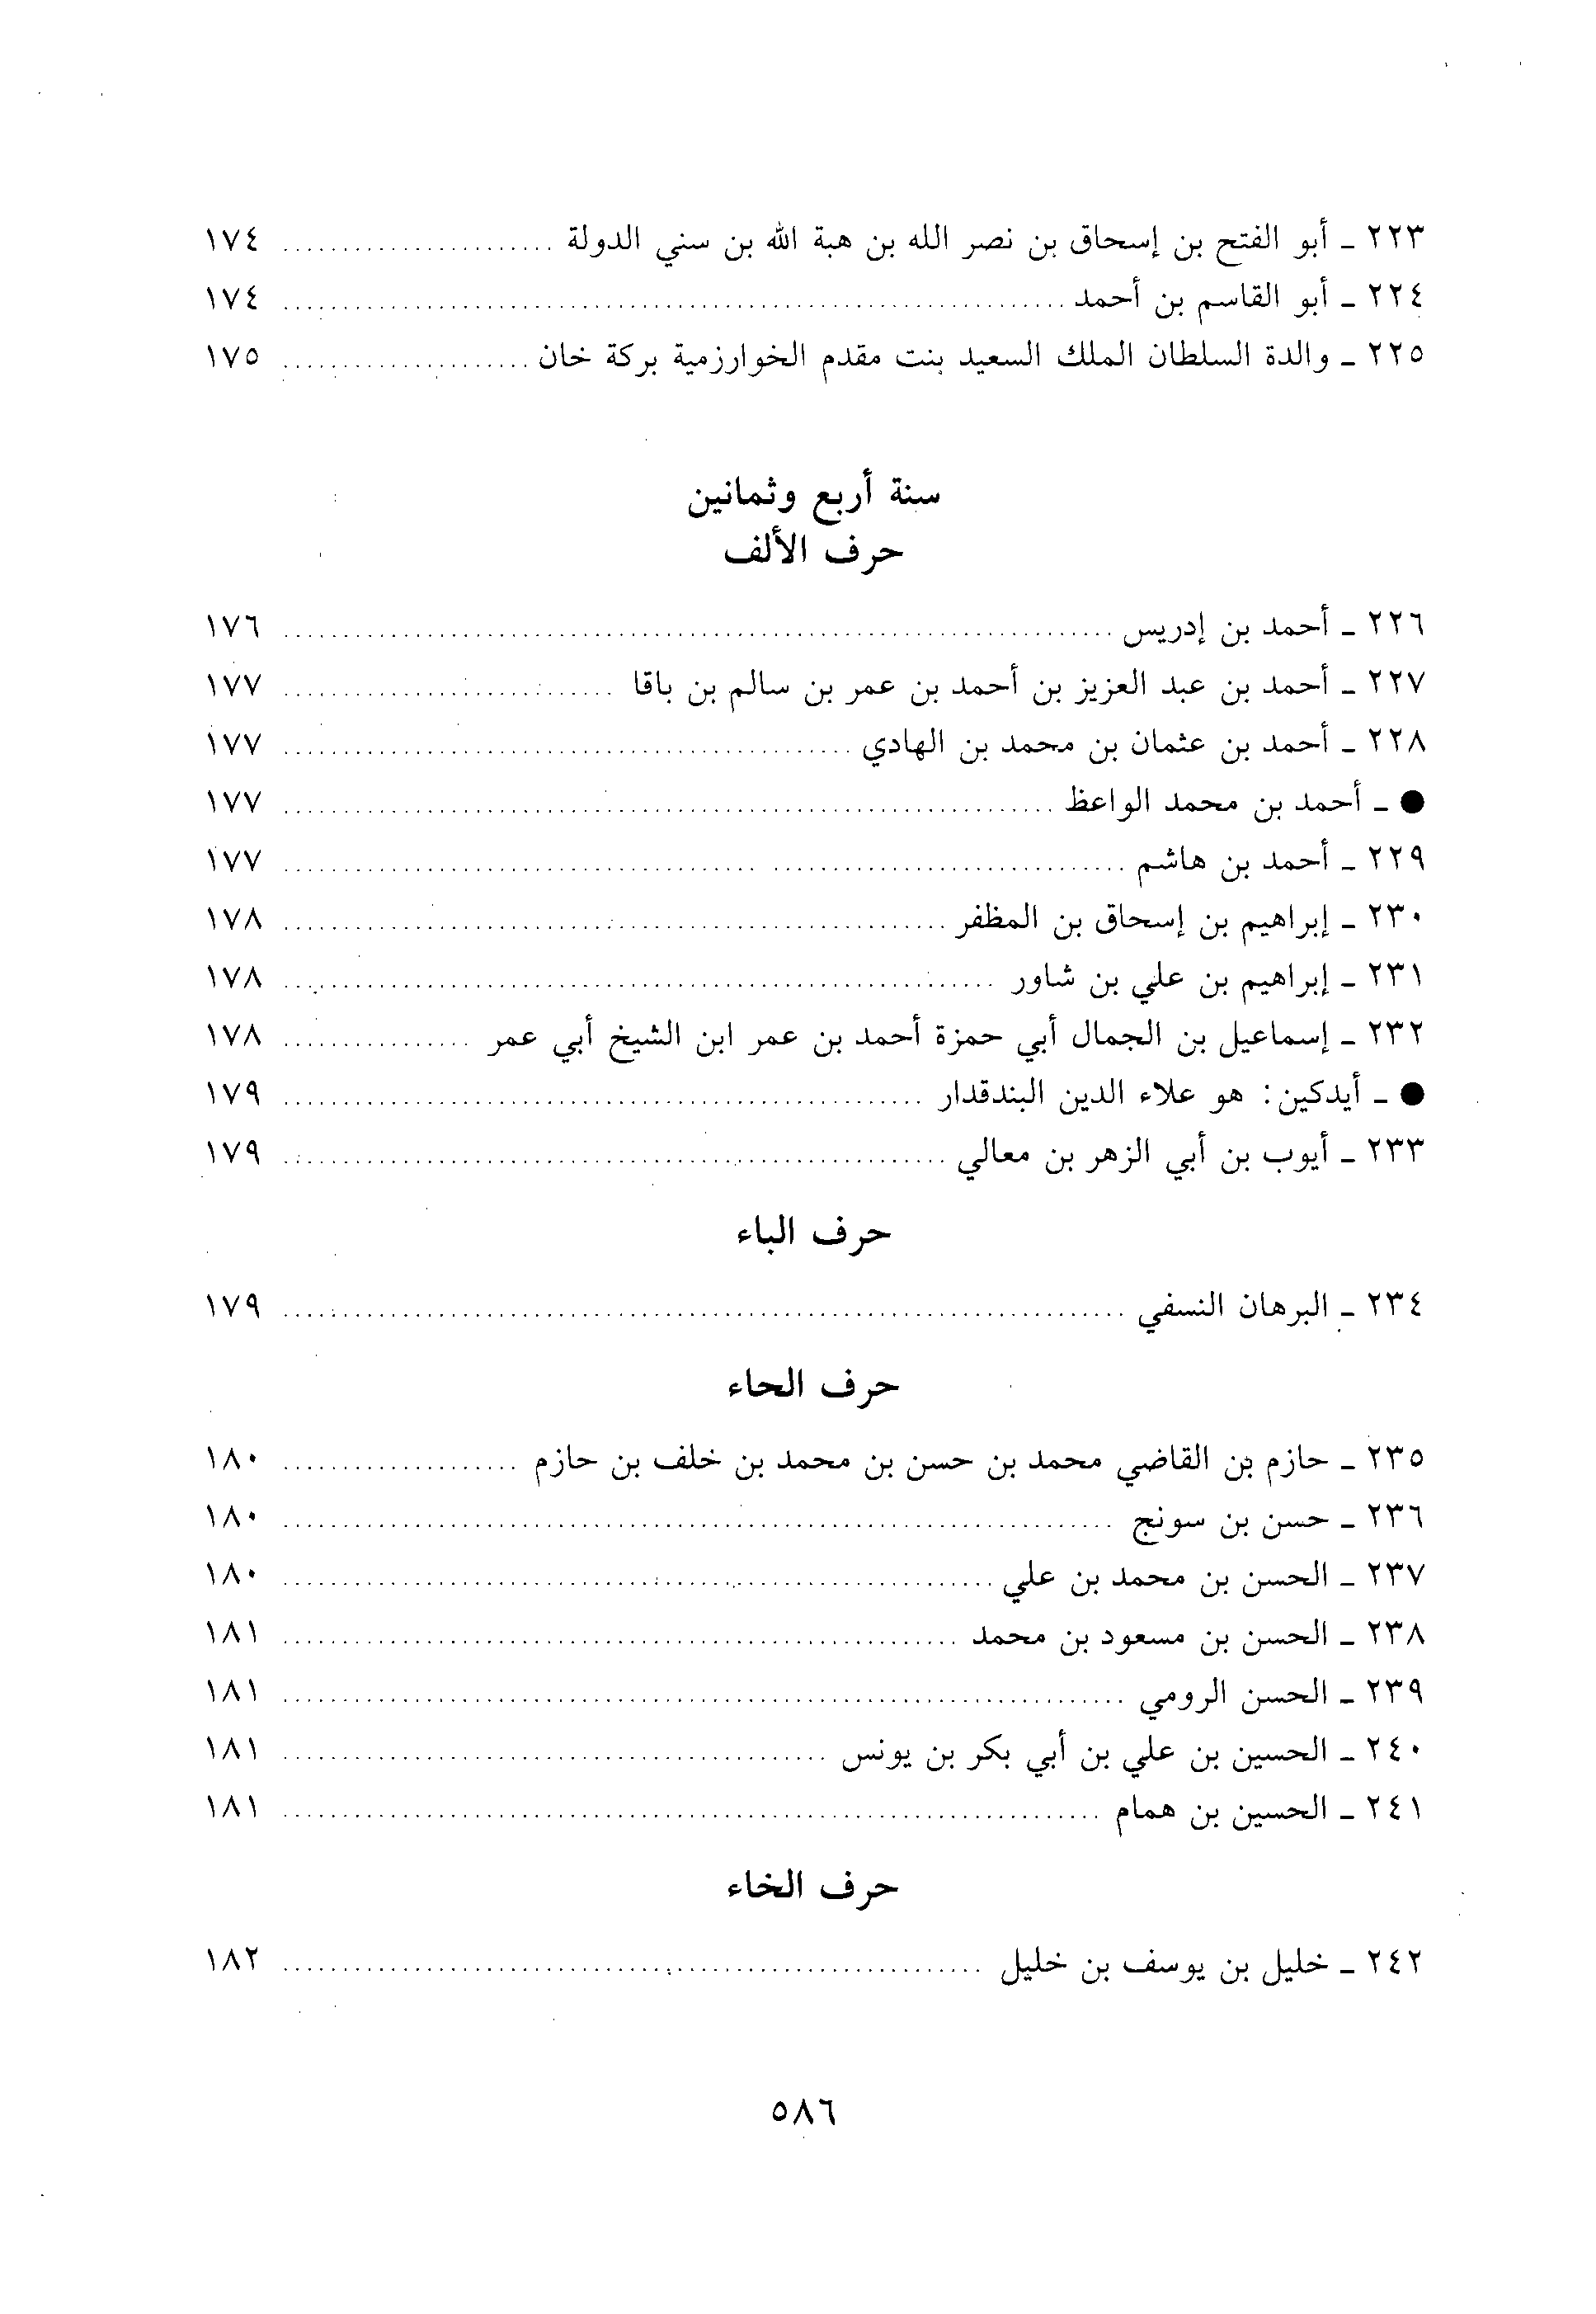 ٢٢٣ ـ أبو الفتح بن إسحاق بن نصر الله بن هبة الله بن سني الدولة ....................... ١٧٤
٢٢٤ ـ أبو القاسم بن أحمد ....................... ١٧٤
٢٢٥ ـ والدة السلطان الملك السعيد بنت مقدم الخوارزمية بركة خان ....................... ١٧٥
سنة أربع وثمانين
حرف الألف
٢٢٦ ـ أحمد بن إدريس ....................... ١٧٦
٢٢٧ ـ أحمد بن عبد العزيز بن أحمد بن عمر بن سالم بن باقا ....................... ١٧٧
٢٢٨ ـ أحمد بن عثمان بن محمد بن الهادي ....................... ١٧٧
● ـ أحمد بن محمد الواعظ ....................... ١٧٧
٢٢٩ ـ أحمد بن هاشم ....................... ١٧٧
٢٣٠ ـ إبراهيم بن إسحاق بن المظفر ....................... ١٧٨
٢٣١ ـ إبراهيم بن علي بن شاور ....................... ١٧٨
٢٣٢ ـ إسماعيل بن الجمال أبي حمزة أحمد بن عمر ابن الشيخ أبي عمر ....................... ١٧٨
● ـ أيدكين: هو علاء الدين البندقدار ....................... ١٧٩
٢٣٣ ـ أيوب بن أبي الزهر بن معالي ....................... ١٧٩
حرف الباء
٢٣٤ ـ البرهان النسفي ....................... ١٧٩
حرف الحاء
٢٣٥ ـ حازم بن القاضي محمد بن حسن بن محمد بن خلف بن حازم ....................... ١٨٠
٢٣٦ ـ حسن بن سونج ....................... ١٨٠
٢٣٧ ـ الحسن بن محمد بن علي ....................... ١٨٠
٢٣٨ ـ الحسن بن مسعود بن محمد ....................... ١٨١
٢٣٩ ـ الحسن الرومي ....................... ١٨١
٢٤٠ ـ الحسين بن علي بن أبي بكر بن يونس ....................... ١٨١
٢٤١ ـ الحسين بن همام ....................... ١٨١
حرف الخاء
٢٤٢ ـ خليل بن يوسف بن خليل ....................... ١٨٢
٥٨٦